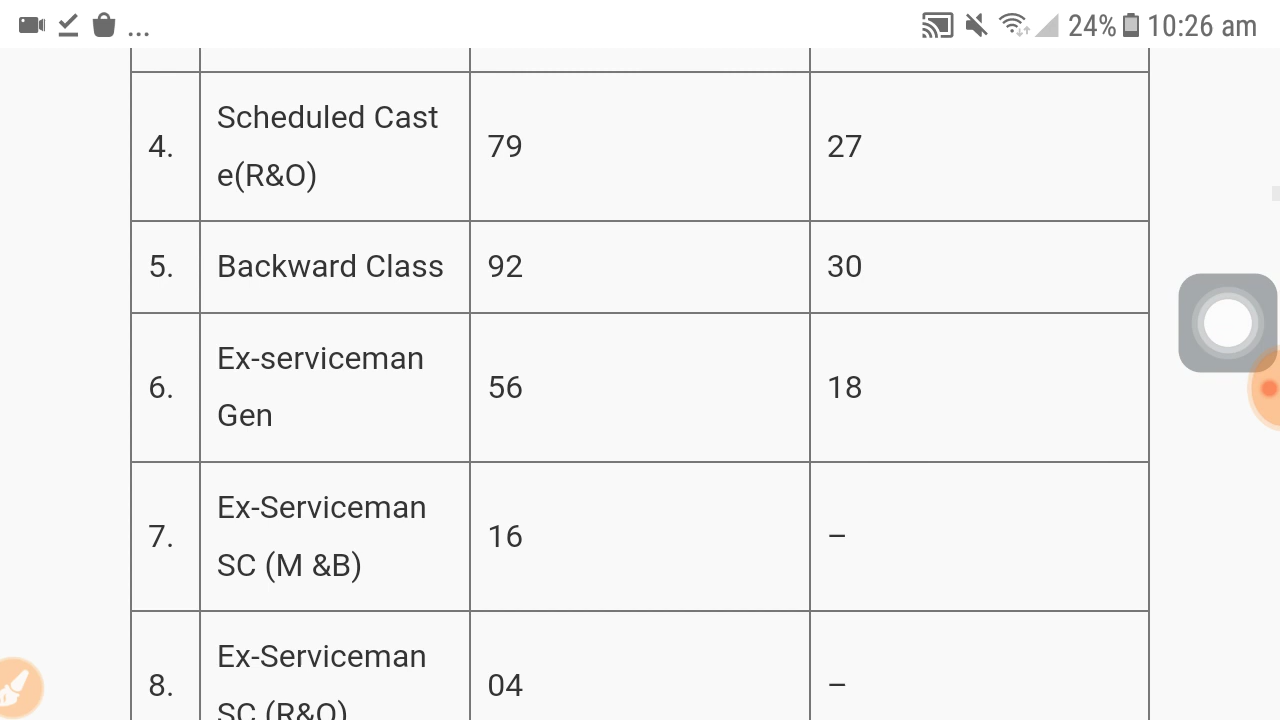 ... 24% 10:26 am
4. Scheduled Cast
e(R&O) 79 27
5. Backward Class 92 30
6. Ex-serviceman
Gen 56 18
7. Ex-Serviceman
SC (M &B) 16 –
8. Ex-Serviceman
SC (R&O) 04 –